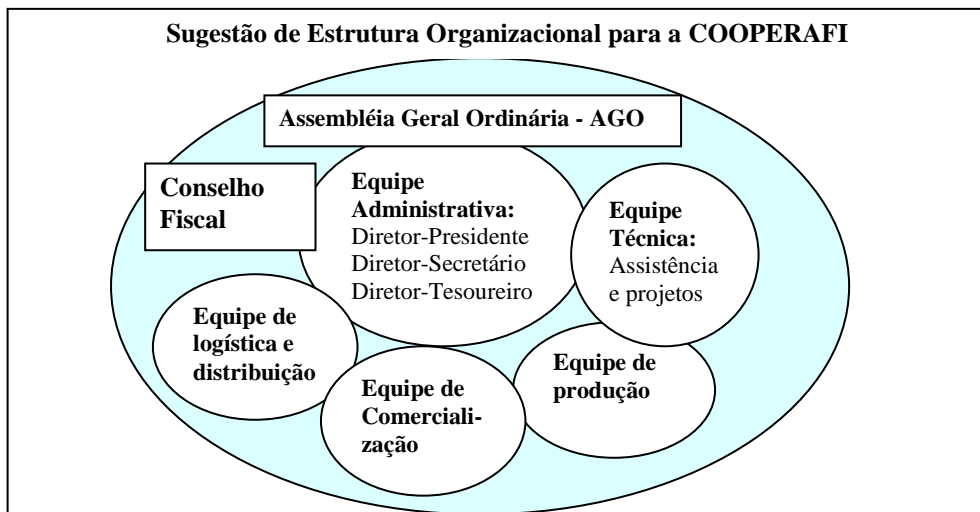 Sugestão de Estrutura Organizacional para a COOPERAFI
Assembléia Geral Ordinária - AGO
Conselho
Fiscal
Equipe
Administrativa:
Diretor-Presidente
Diretor-Secretário
Diretor-Tesoureiro
Equipe
Técnica:
Assistência
e projetos
Equipe de
logística e
distribuição
Equipe de
Comerciali-
zação
Equipe de
produção